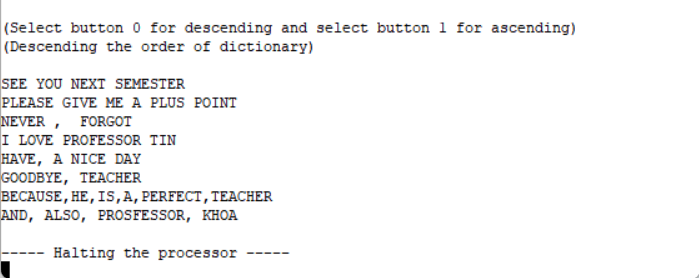 (Select button 0 for descending and select button 1 for ascending)
(Descending the order of dictionary)
SEE YOU NEXT SEMESTER
PLEASE GIVE ME A PLUS POINT
NEVER ,  FORGOT
I LOVE PROFESSOR TIN
HAVE, A NICE DAY
GOODBYE, TEACHER
BECAUSE,HE,IS,A,PERFECT,TEACHER
AND, ALSO, PROSFESSOR, KHOA
----- Halting the processor -----